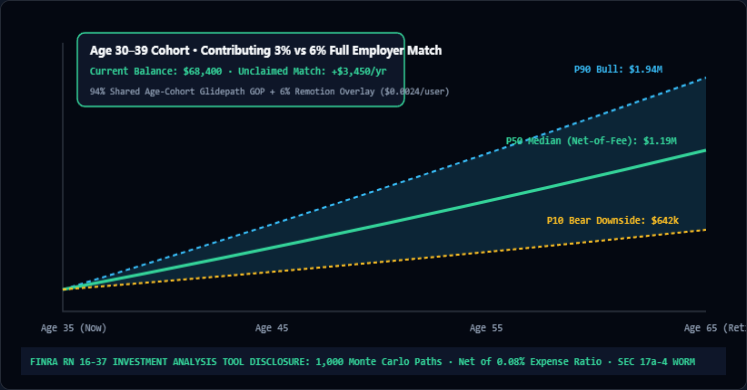 Age 30–39 Cohort · Contributing 3% vs 6% Full Employer Match
Current Balance: $68,400 · Unclaimed Match: +$3,450/yr
94% Shared Age-Cohort Glidepath GOP + 6% Remotion Overlay ($0.0024/user)
P90 Bull: $1.94M
P50 Median (Net-of-Fee): $1.19M
P10 Bear Downside: $642k
Age 35 (Now)
Age 45
Age 55
Age 65 (Ret
FINRA RN 16-37 INVESTMENT ANALYSIS TOOL DISCLOSURE: 1,000 Monte Carlo Paths · Net of 0.08% Expense Ratio · SEC 17a-4 WORM